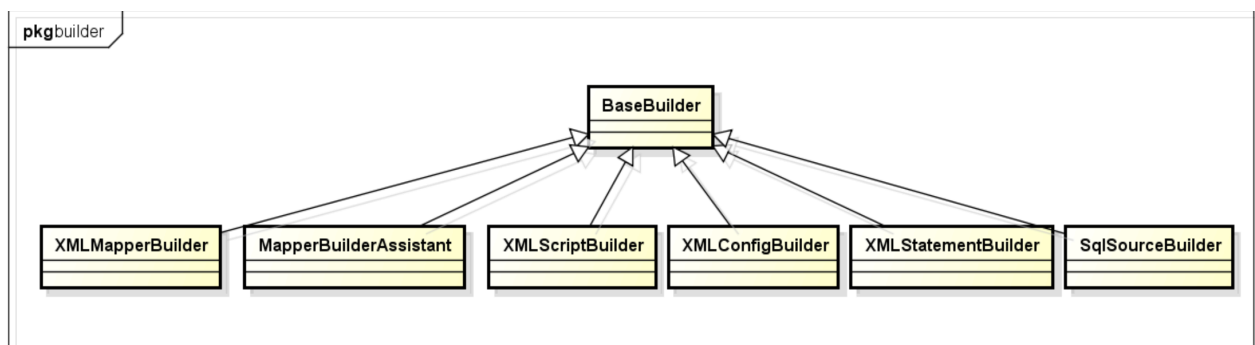 pkgbuilder
BaseBuilder
XMLMapperBuilder
MapperBuilderAssistant
XMLScriptBuilder
XMLConfigBuilder
XMLStatementBuilder
SqlSourceBuilder